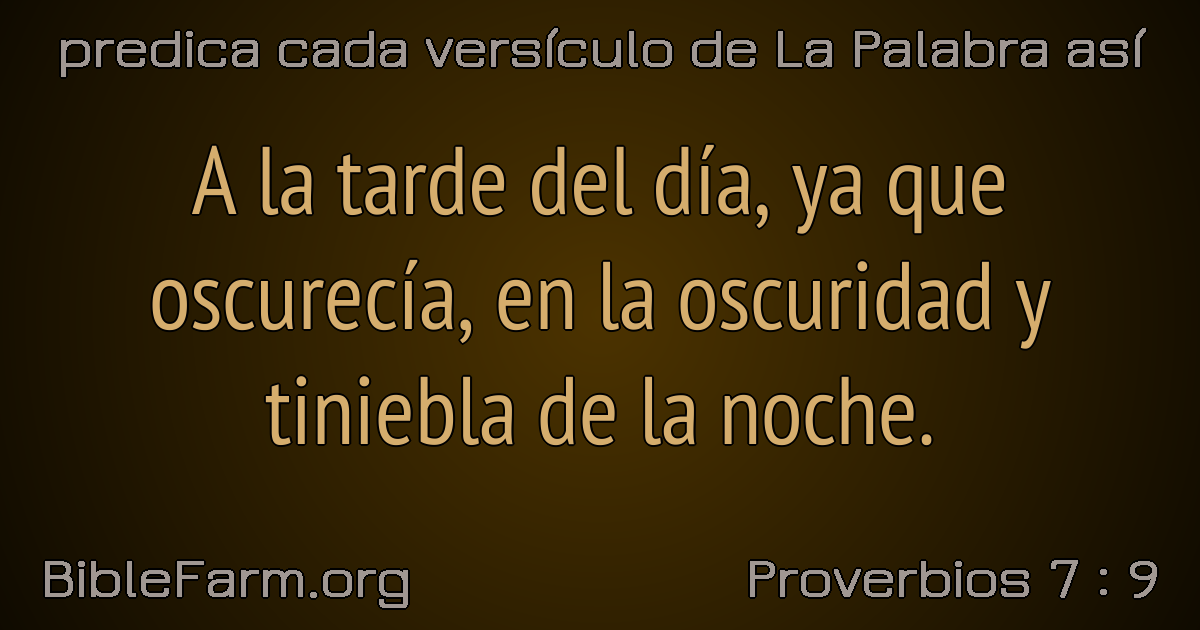 predica cada versículo de La Palabra así
A la tarde del día, ya que
oscurecía, en la oscuridad y
tiniebla de la noche.
BibleFarm.org
Proverbios 7 : 9